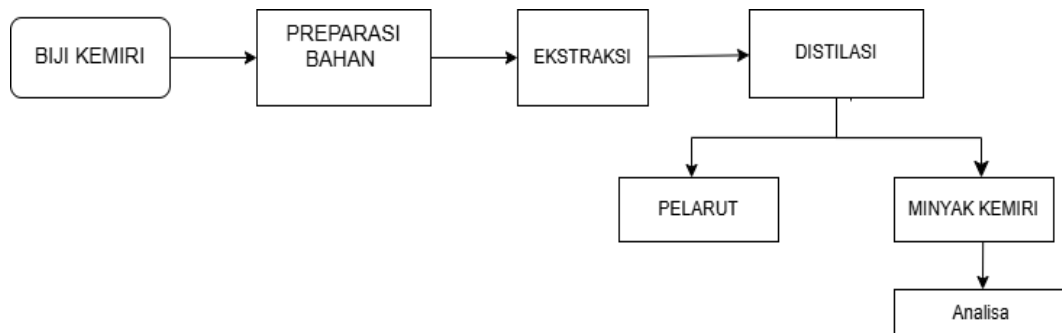 BIJI KEMIRI
PREPARASI
BAHAN
EKSTRAKSI
DISTILASI
PELARUT
MINYAK KEMIRI
Analisa